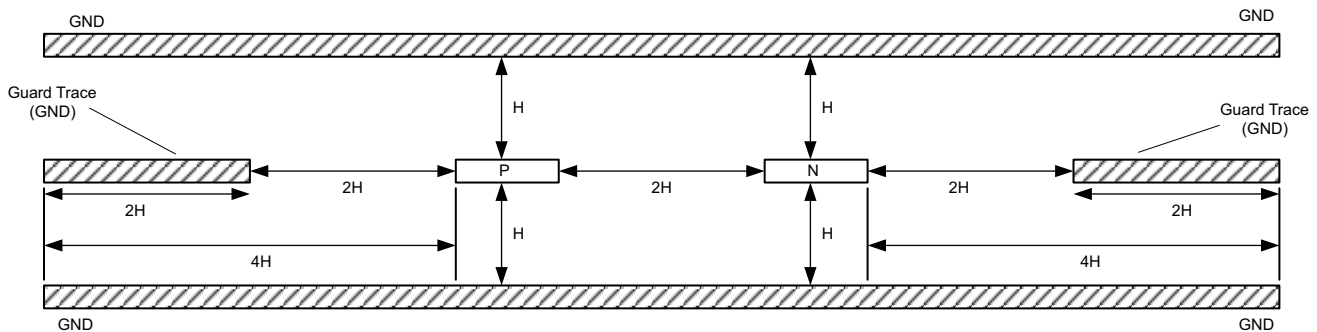 GND
GND
Guard Trace
(GND)
H
H
Guard Trace
(GND)
P
N
2H
2H
2H
2H
2H
H
H
4H
4H
GND
GND